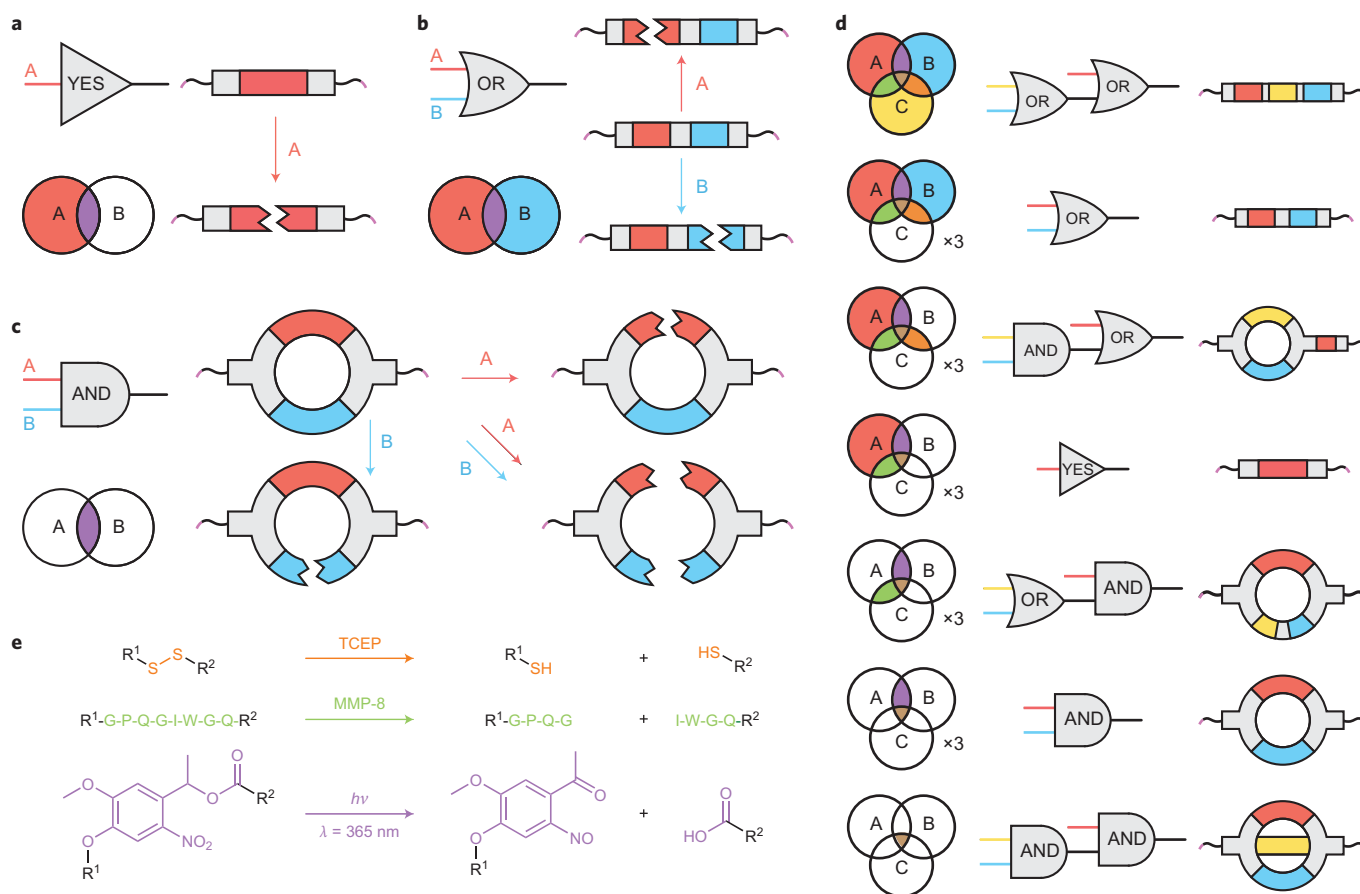 a
A
YES
A
A B
b
A
B
OR
A
B
A B
c
A
B
AND
A
B
A
B
A B
d
A B
C
OR
OR
A B
C
×3
OR
A B
C
×3
AND
OR
A B
C
×3
YES
A B
C
×3
OR
AND
A B
C
×3
AND
A B
C
AND
AND
e
R¹ S S R² TCEP R¹ SH + HS R²
R¹-G-P-Q-G-I-W-G-Q-R² MMP-8 R¹-G-P-Q-G + I-W-G-Q-R²
O O O R² NO₂ O R¹
hν
λ = 365 nm
O O NO O R¹ + O HO R²